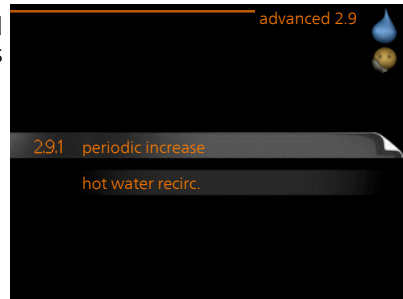 advanced 2.9
2.9.1 periodic increase
hot water recirc.